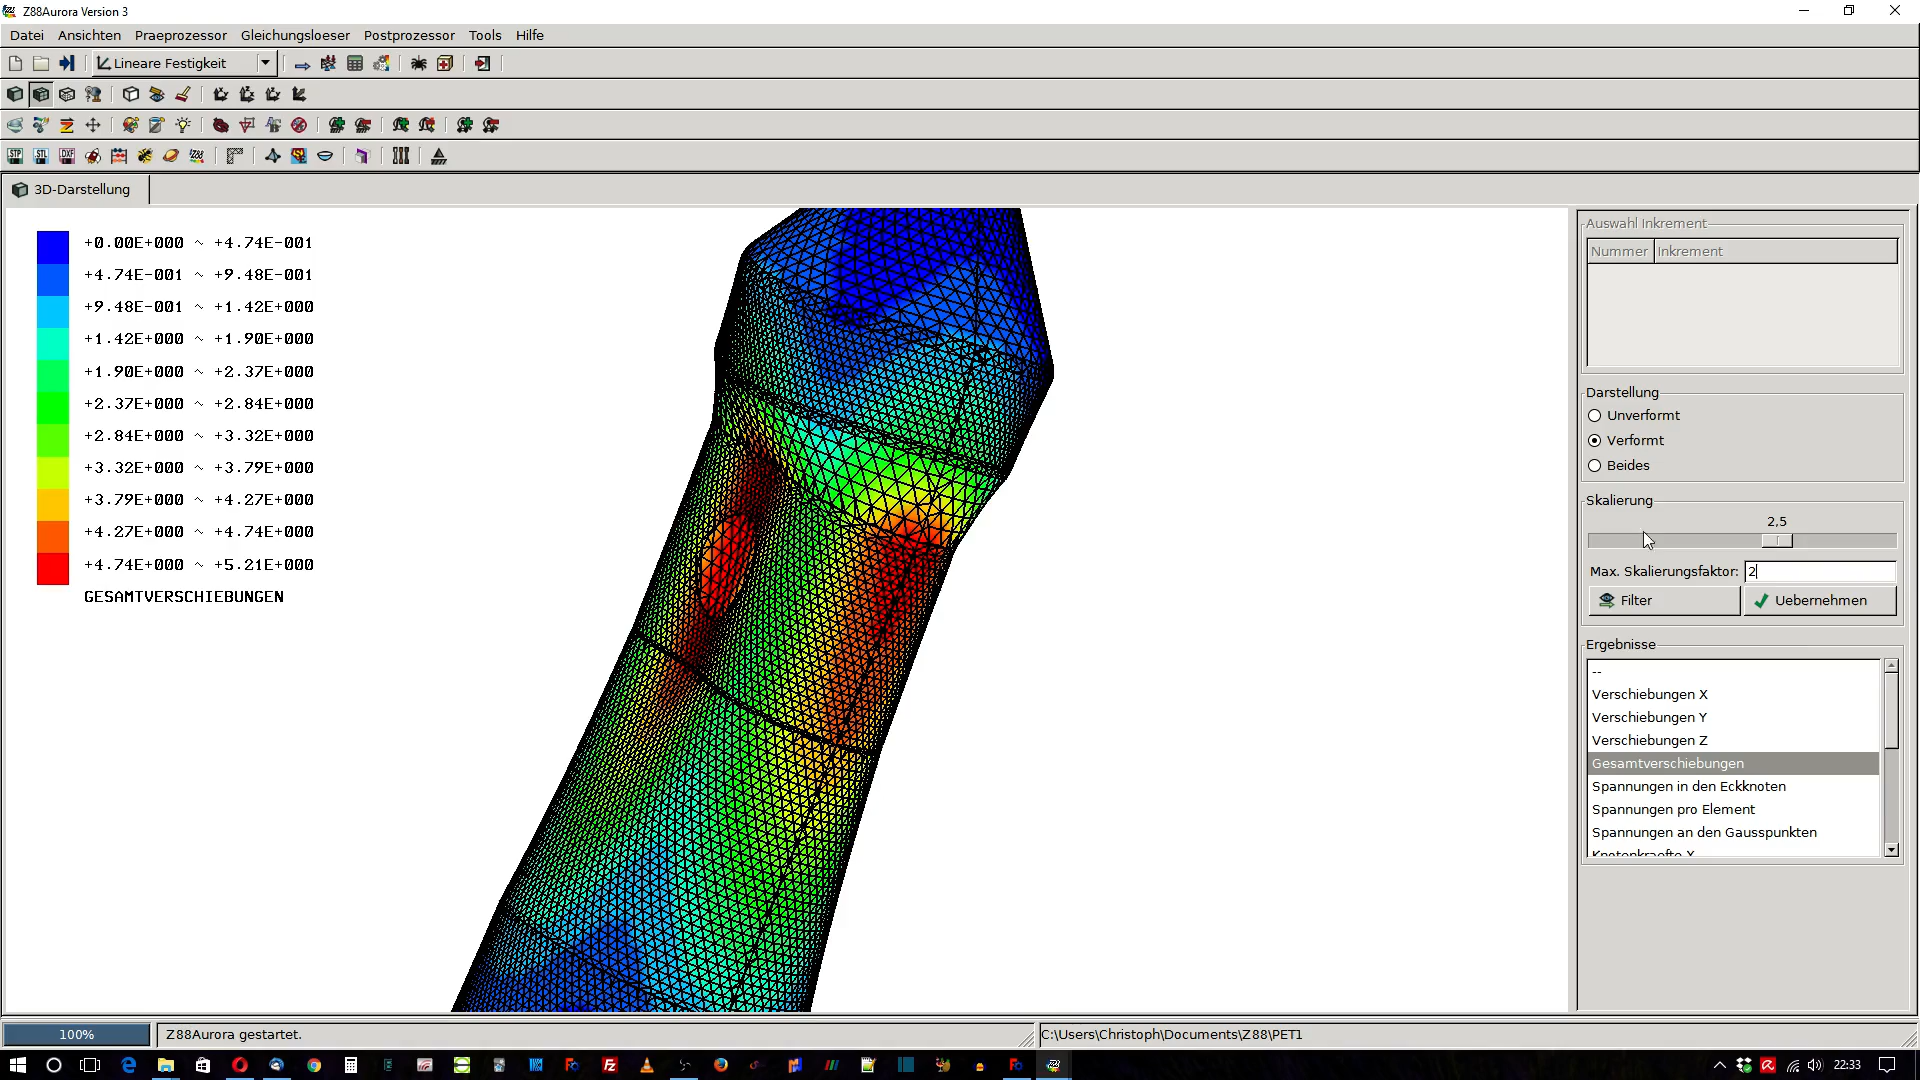 Z88Aurora Version 3
Datei Ansichten Praeprozessor Gleichungsloeser Postprozessor Tools Hilfe
Lineare Festigkeit
3D-Darstellung
+0.00E+000 ~ +4.74E-001
+4.74E-001 ~ +9.48E-001
+9.48E-001 ~ +1.42E+000
+1.42E+000 ~ +1.90E+000
+1.90E+000 ~ +2.37E+000
+2.37E+000 ~ +2.84E+000
+2.84E+000 ~ +3.32E+000
+3.32E+000 ~ +3.79E+000
+3.79E+000 ~ +4.27E+000
+4.27E+000 ~ +4.74E+000
+4.74E+000 ~ +5.21E+000
GESAMTVERSCHIEBUNGEN
Auswahl Inkrement
Nummer Inkrement
Darstellung
Unverformt
Verformt
Beides
Skalierung
2,5
Max. Skalierungsfaktor: 2
Filter Uebernehmen
Ergebnisse
--
Verschiebungen X
Verschiebungen Y
Verschiebungen Z
Gesamtverschiebungen
Spannungen in den Eckknoten
Spannungen pro Element
Spannungen an den Gausspunkten
Knotenkraefte X
100% Z88Aurora gestartet. C:\Users\Christoph\Documents\Z88\PET1
22:33